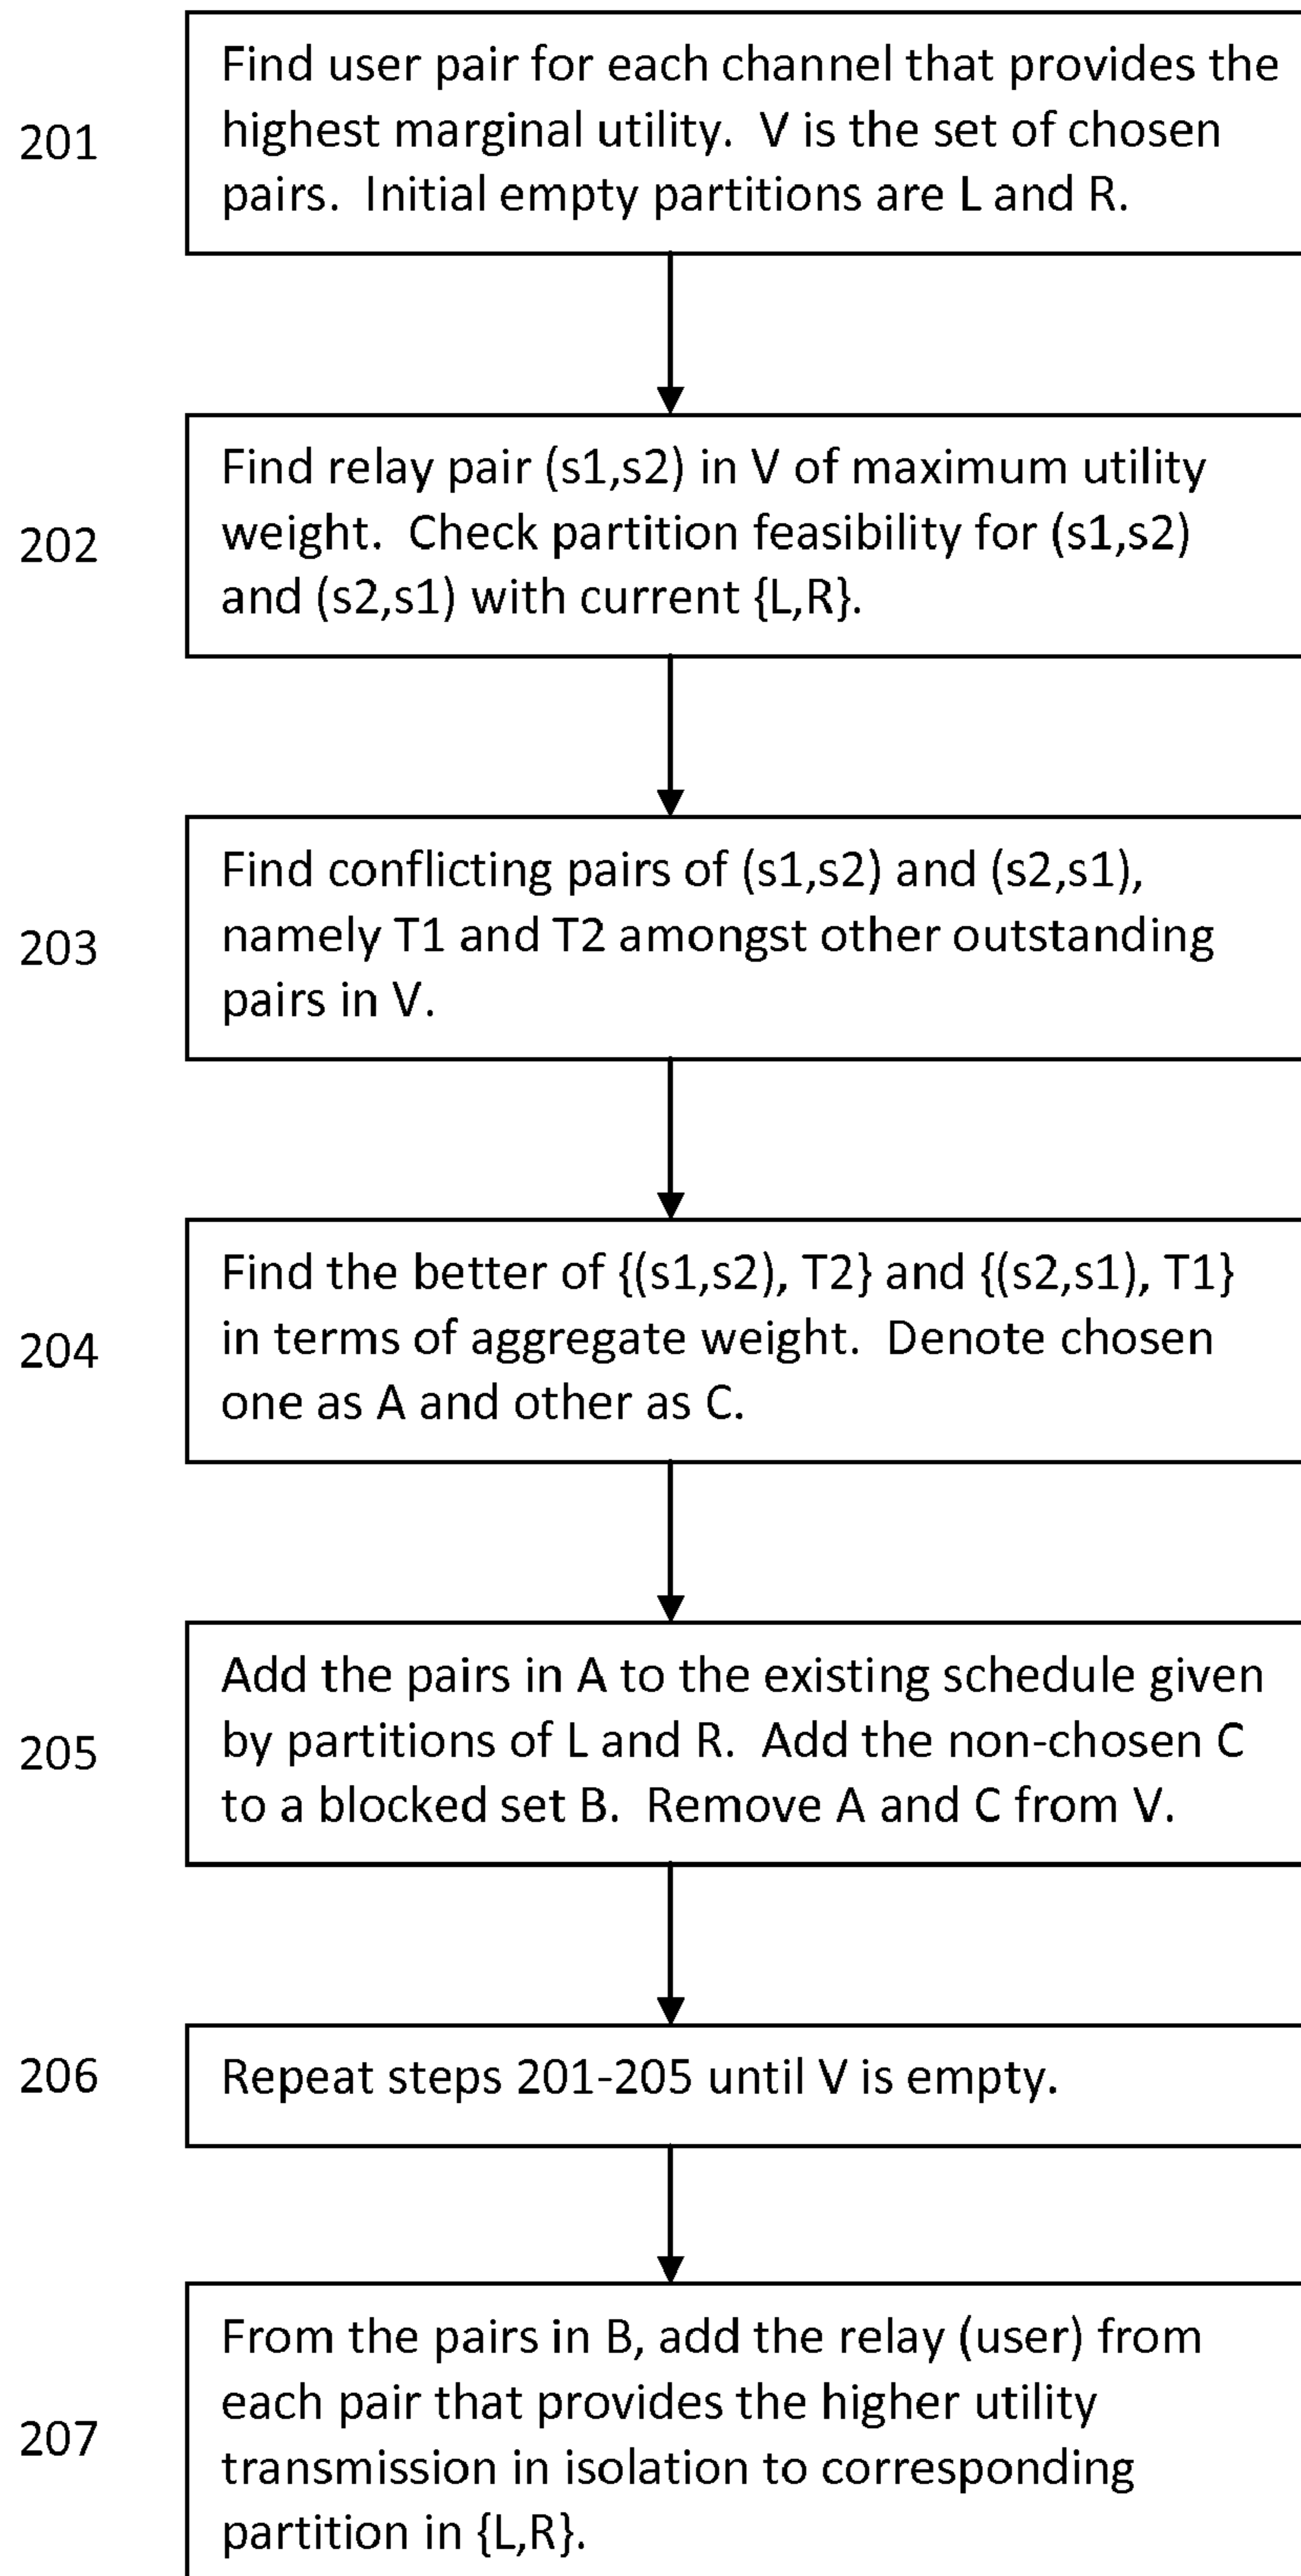 201
Find user pair for each channel that provides the
highest marginal utility. V is the set of chosen
pairs. Initial empty partitions are L and R.
202
Find relay pair (s1,s2) in V of maximum utility
weight. Check partition feasibility for (s1,s2)
and (s2,s1) with current {L,R}.
203
Find conflicting pairs of (s1,s2) and (s2,s1),
namely T1 and T2 amongst other outstanding
pairs in V.
204
Find the better of {(s1,s2), T2} and {(s2,s1), T1}
in terms of aggregate weight. Denote chosen
one as A and other as C.
205
Add the pairs in A to the existing schedule given
by partitions of L and R. Add the non-chosen C
to a blocked set B. Remove A and C from V.
206
Repeat steps 201-205 until V is empty.
207
From the pairs in B, add the relay (user) from
each pair that provides the higher utility
transmission in isolation to corresponding
partition in {L,R}.